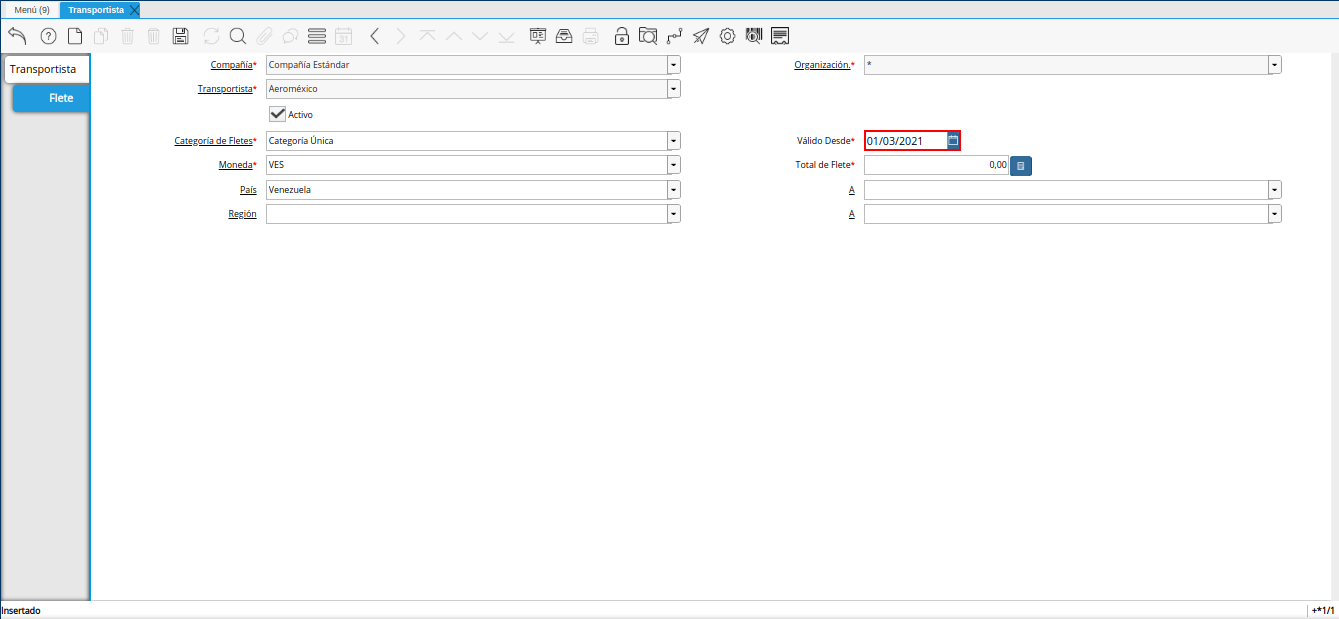 Menú (9) Transportista
31
Transportista
Flete
Compañía* Compañía Estándar Organización.* *
Transportista* Aeroméxico
Activo
Categoría de Fletes* Categoría Única Válido Desde* 01/03/2021
Moneda* VES Total de Flete* 0,00
País Venezuela A
Región A
Insertado +*1/1